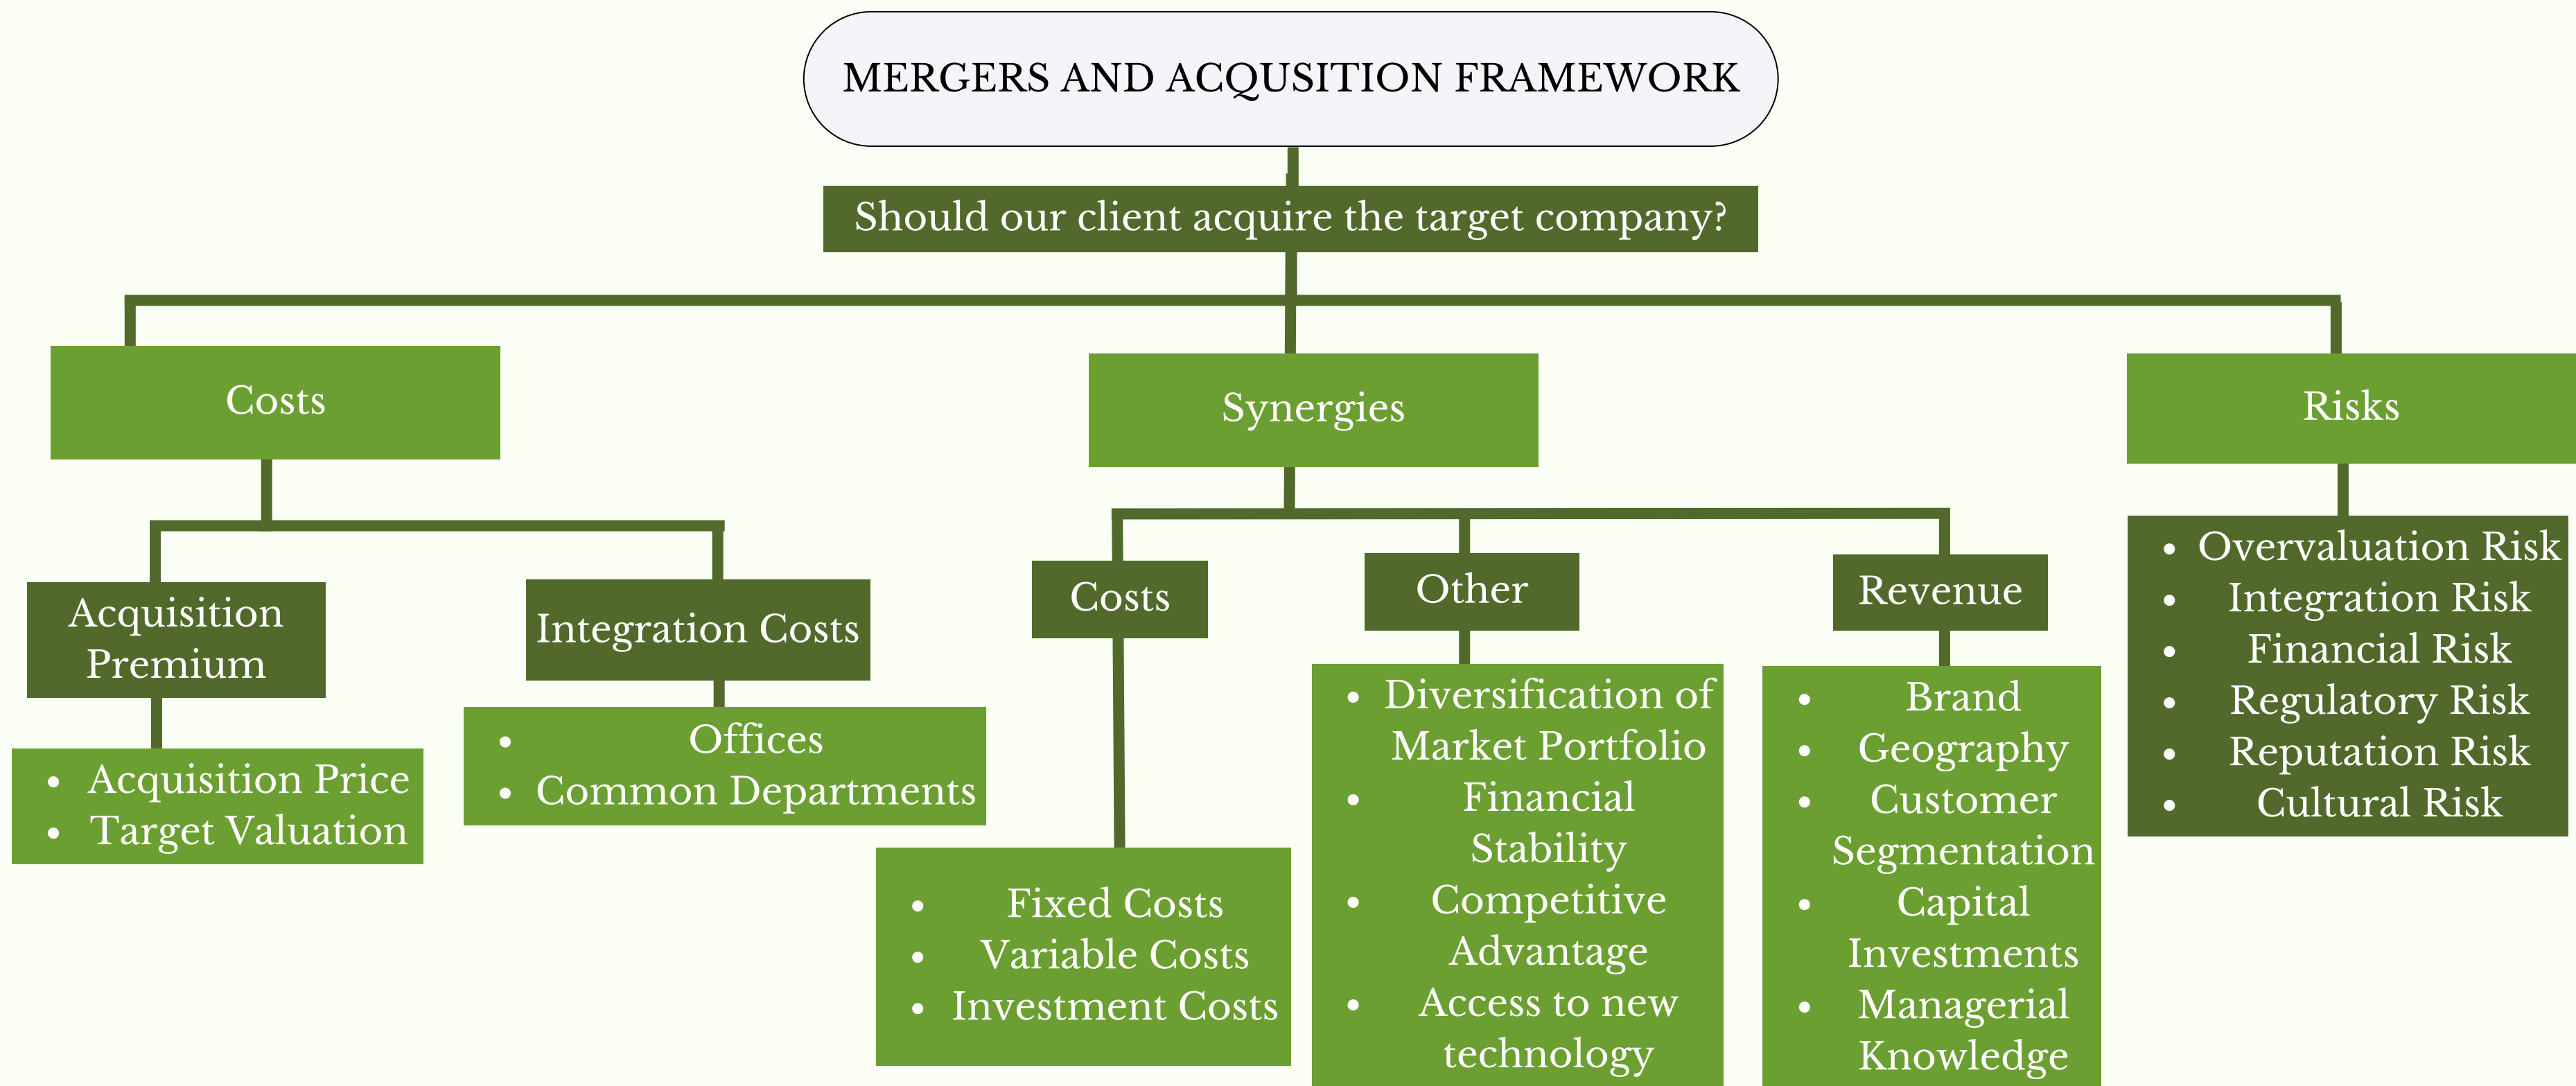 MERGERS AND ACQUSITION FRAMEWORK
Should our client acquire the target company?
Costs
Synergies
Risks
Acquisition
Premium
Integration Costs
• Acquisition Price
• Target Valuation
• Offices
• Common Departments
Costs
Other
Revenue
• Fixed Costs
• Variable Costs
• Investment Costs
• Diversification of
Market Portfolio
• Financial
Stability
• Competitive
Advantage
• Access to new
technology
• Brand
• Geography
• Customer
Segmentation
• Capital
Investments
• Managerial
Knowledge
• Overvaluation Risk
• Integration Risk
• Financial Risk
• Regulatory Risk
• Reputation Risk
• Cultural Risk